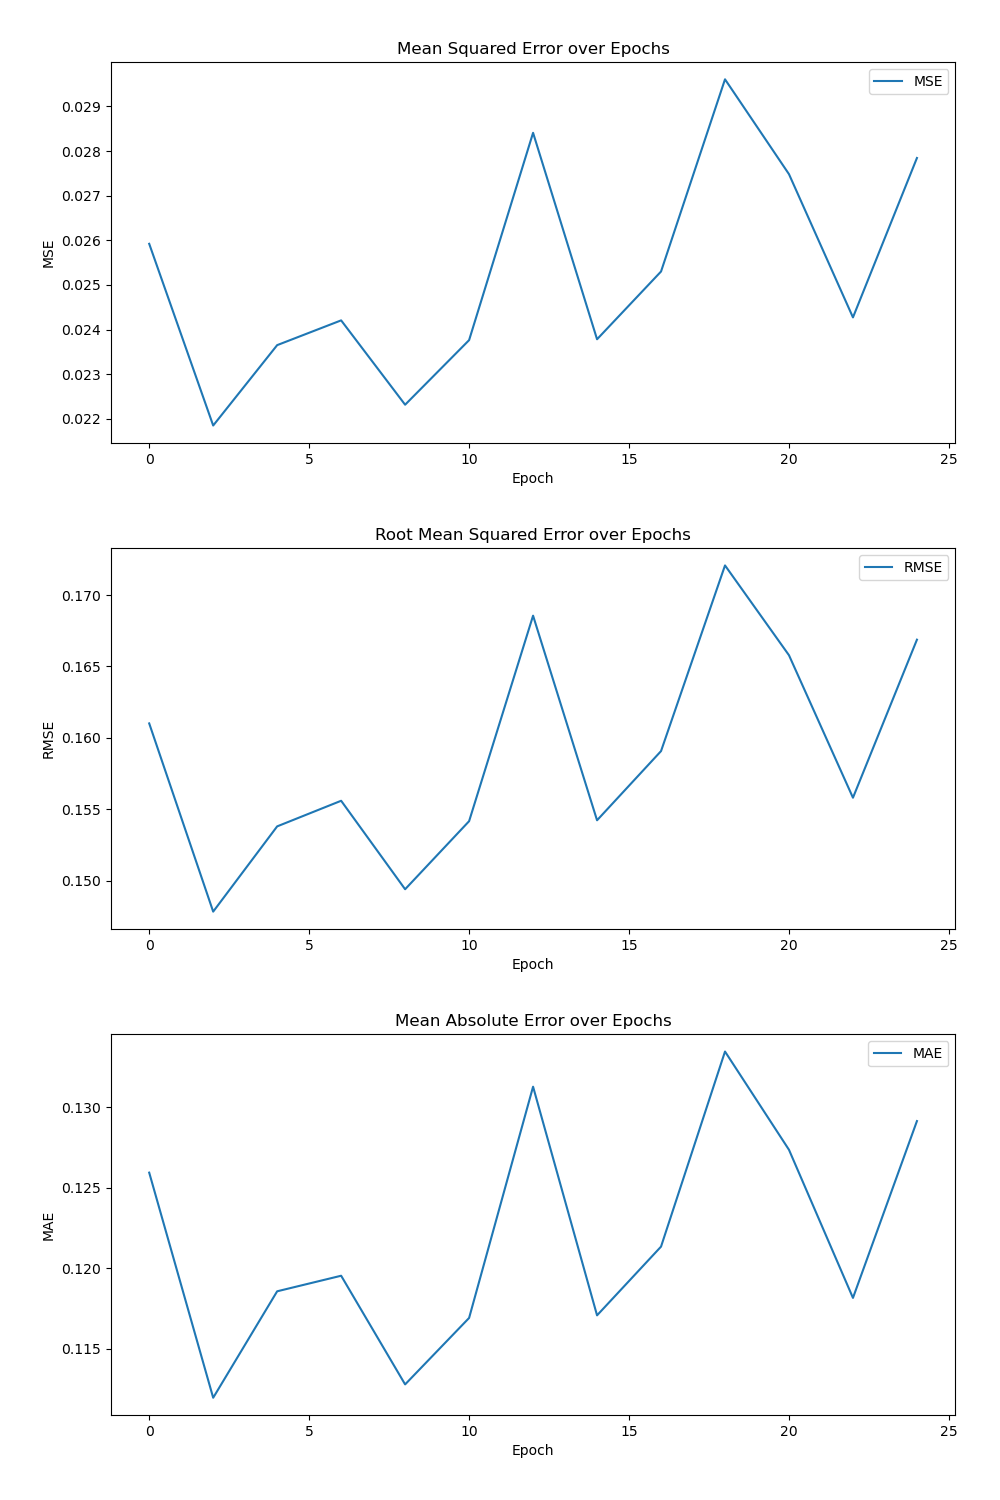 Mean Squared Error over Epochs
MSE
0.029
0.028
0.027
0.026
0.025
0.024
0.023
0.022
MSE
0 5 10 15 20 25
Epoch
Root Mean Squared Error over Epochs
RMSE
0.170
0.165
0.160
0.155
0.150
RMSE
0 5 10 15 20 25
Epoch
Mean Absolute Error over Epochs
MAE
0.130
0.125
0.120
0.115
MAE
0 5 10 15 20 25
Epoch